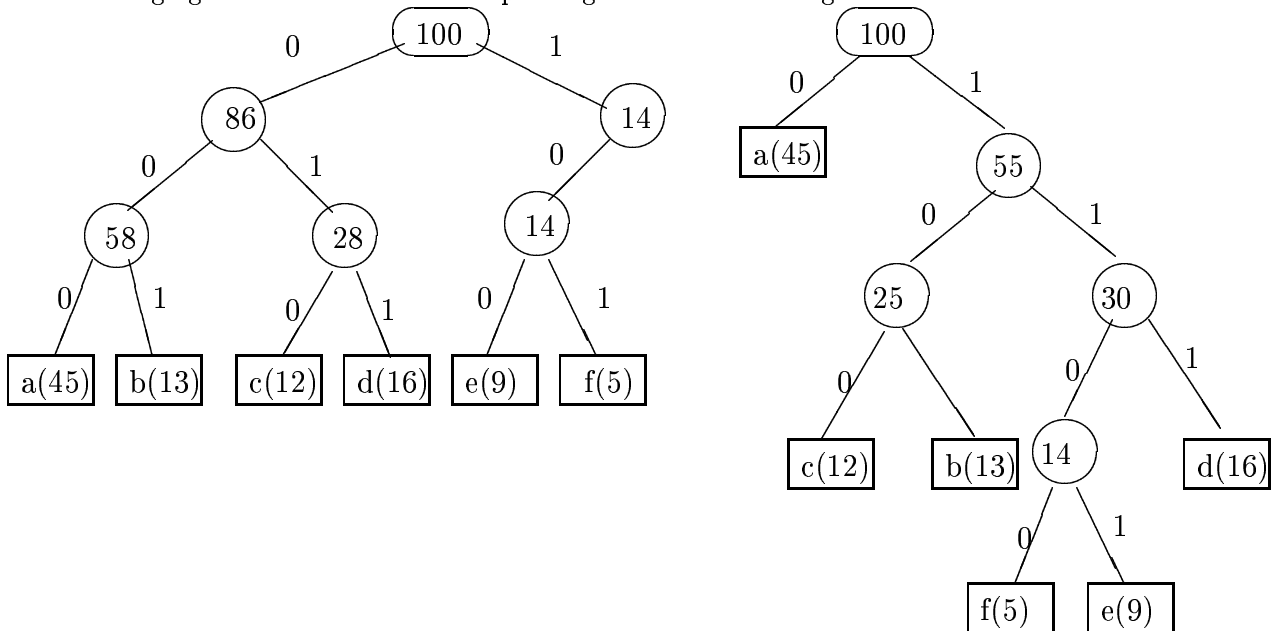 100
0 1
86 14
0 1 0
58 28 14
0 1 0 1 0 1
a(45) b(13) c(12) d(16) e(9) f(5)
100
0 1
a(45) 55
0 1
25 30
0 0 1
c(12) b(13) 14 d(16)
0 1
f(5) e(9)